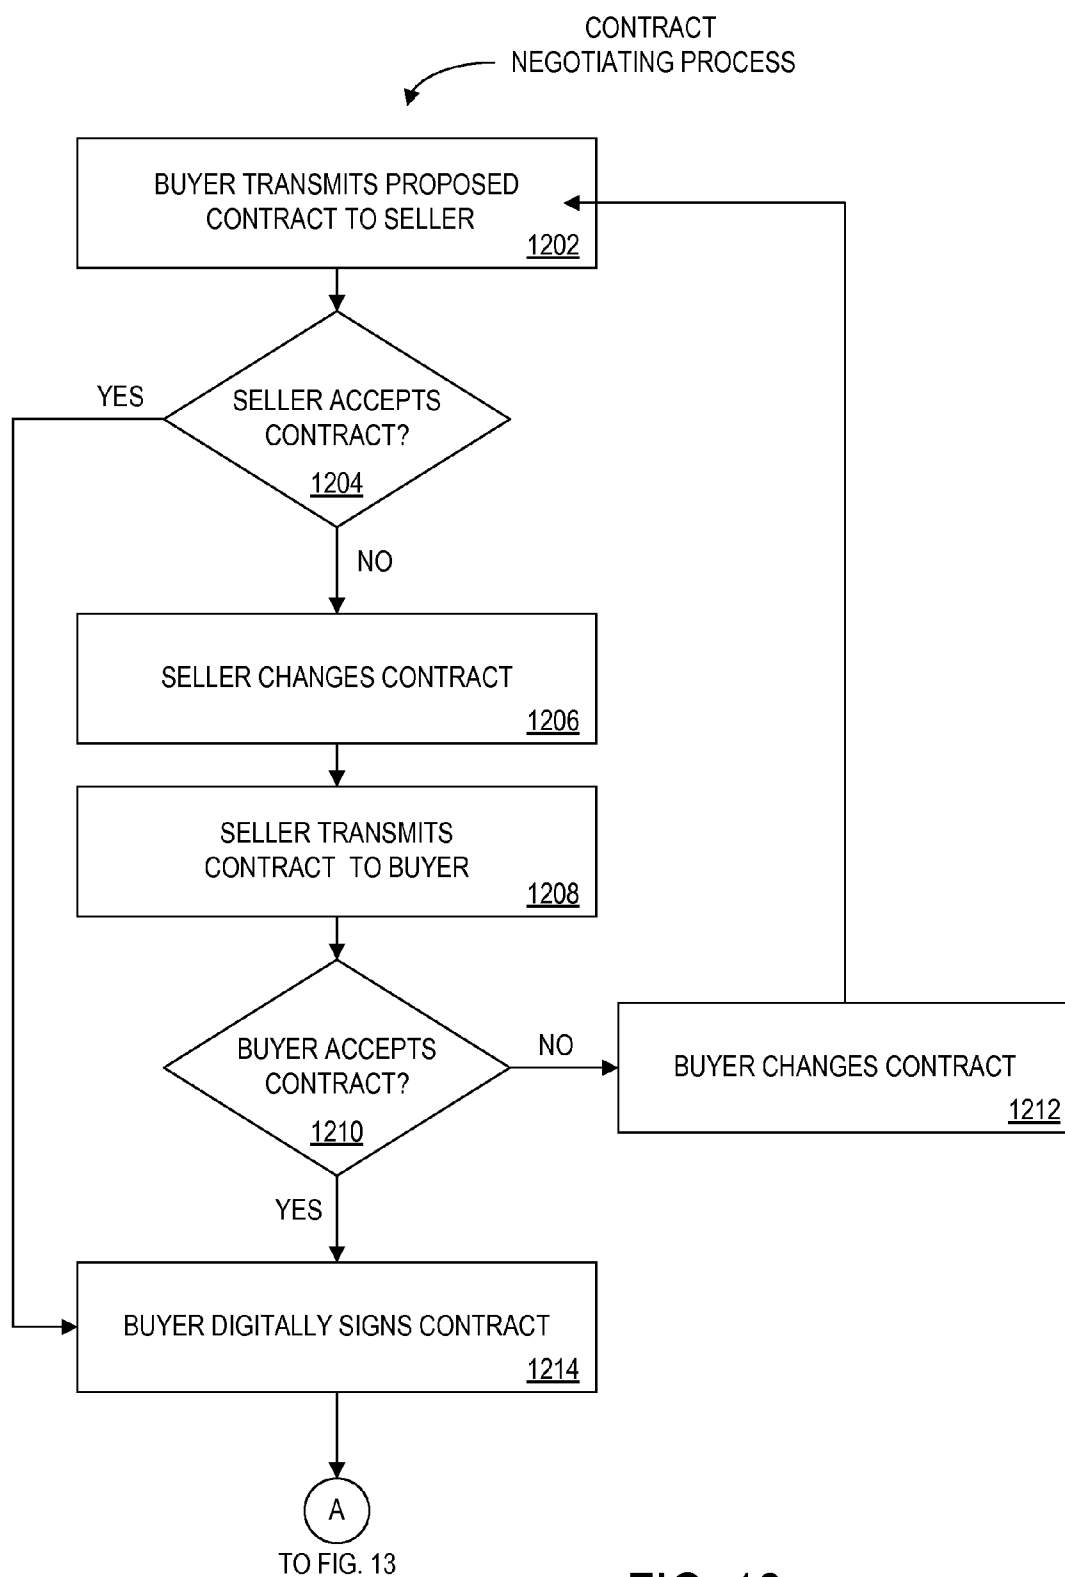 CONTRACT
NEGOTIATING PROCESS
BUYER TRANSMITS PROPOSED
CONTRACT TO SELLER
1202
YES
SELLER ACCEPTS
CONTRACT?
1204
NO
SELLER CHANGES CONTRACT
1206
SELLER TRANSMITS
CONTRACT TO BUYER
1208
BUYER ACCEPTS
CONTRACT?
1210
NO
BUYER CHANGES CONTRACT
1212
YES
BUYER DIGITALLY SIGNS CONTRACT
1214
A
TO FIG. 13